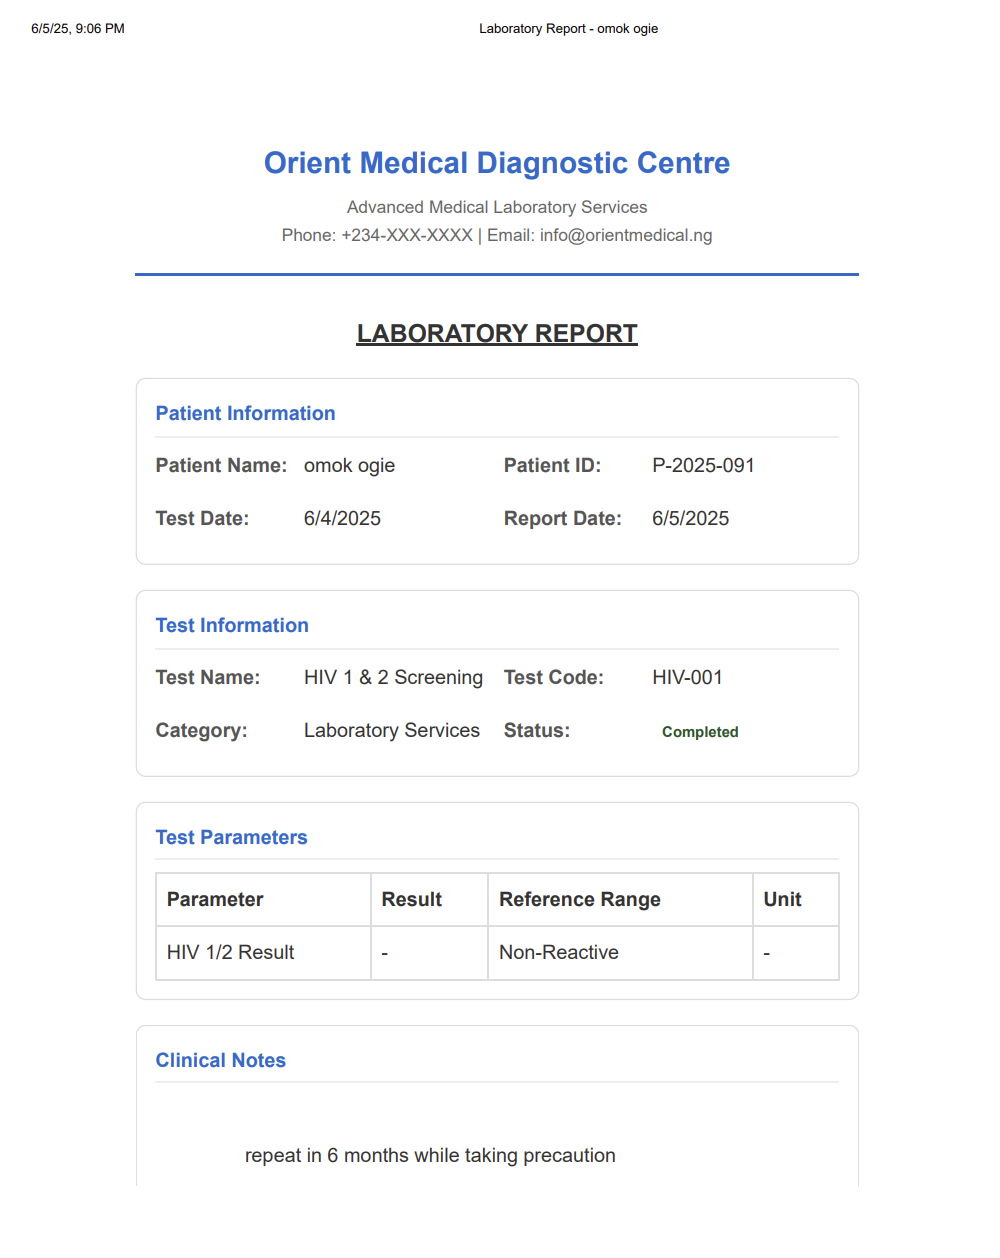 6/5/25, 9:06 PM Laboratory Report - omok ogie
Orient Medical Diagnostic Centre
Advanced Medical Laboratory Services
Phone: +234-XXX-XXXX | Email: info@orientmedical.ng
LABORATORY REPORT
Patient Information
Patient Name: omok ogie Patient ID: P-2025-091
Test Date: 6/4/2025 Report Date: 6/5/2025
Test Information
Test Name: HIV 1 & 2 Screening Test Code: HIV-001
Category: Laboratory Services Status: Completed
Test Parameters
Parameter Result Reference Range Unit
HIV 1/2 Result - Non-Reactive -
Clinical Notes
repeat in 6 months while taking precaution